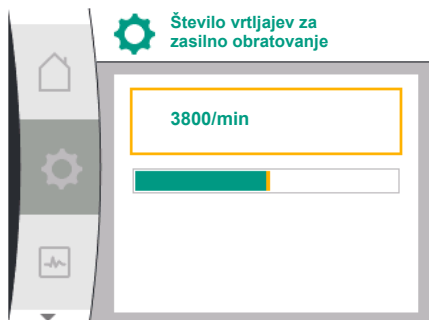 Število vrtljajev za
zasilno obratovanje
3800/min